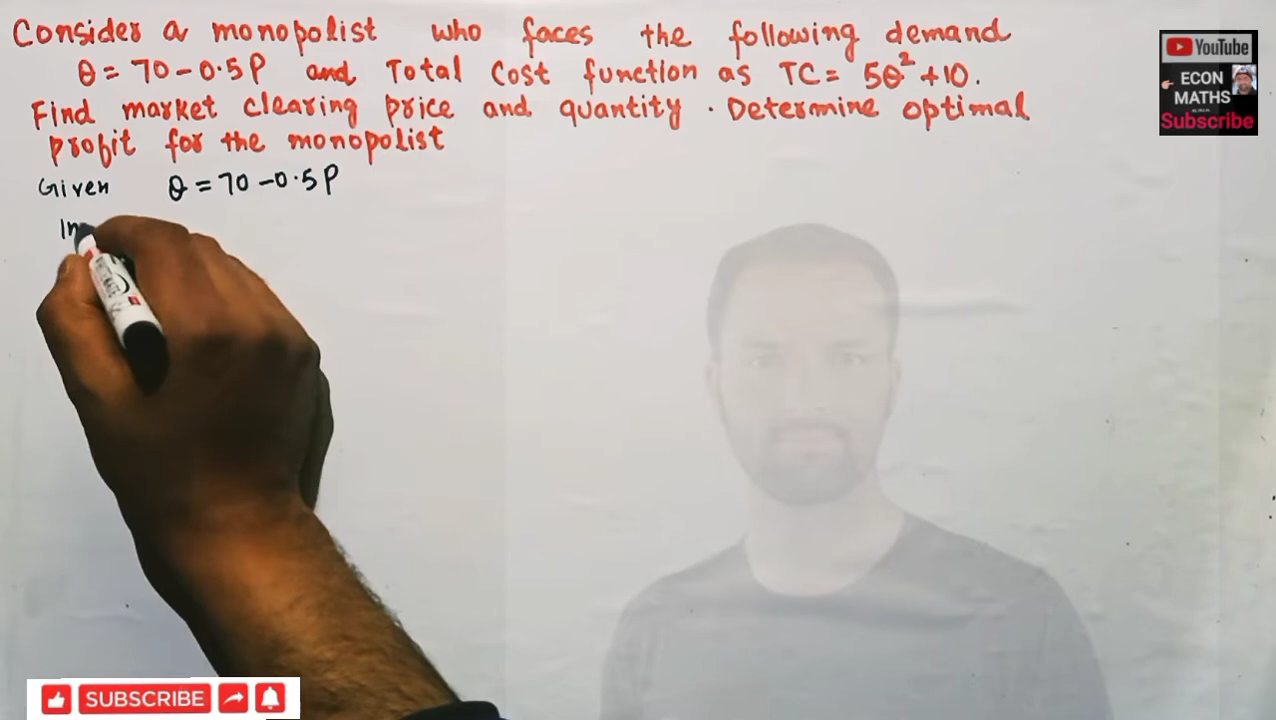 Consider a monopolist who faces the following demand
Q = 70 - 0.5P and Total Cost function as TC = 5Q² + 10.
Find market clearing price and quantity. Determine optimal
profit for the monopolist
Given Q = 70 - 0.5P
In
YouTube
ECON
MATHS
Subscribe
SUBSCRIBE